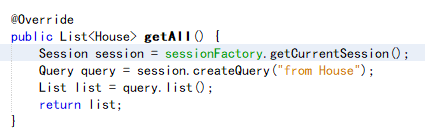 @Override
public List<House> getAll() {
Session session = sessionFactory.getCurrentSession();
Query query = session.createQuery("from House");
List list = query.list();
return list;
}